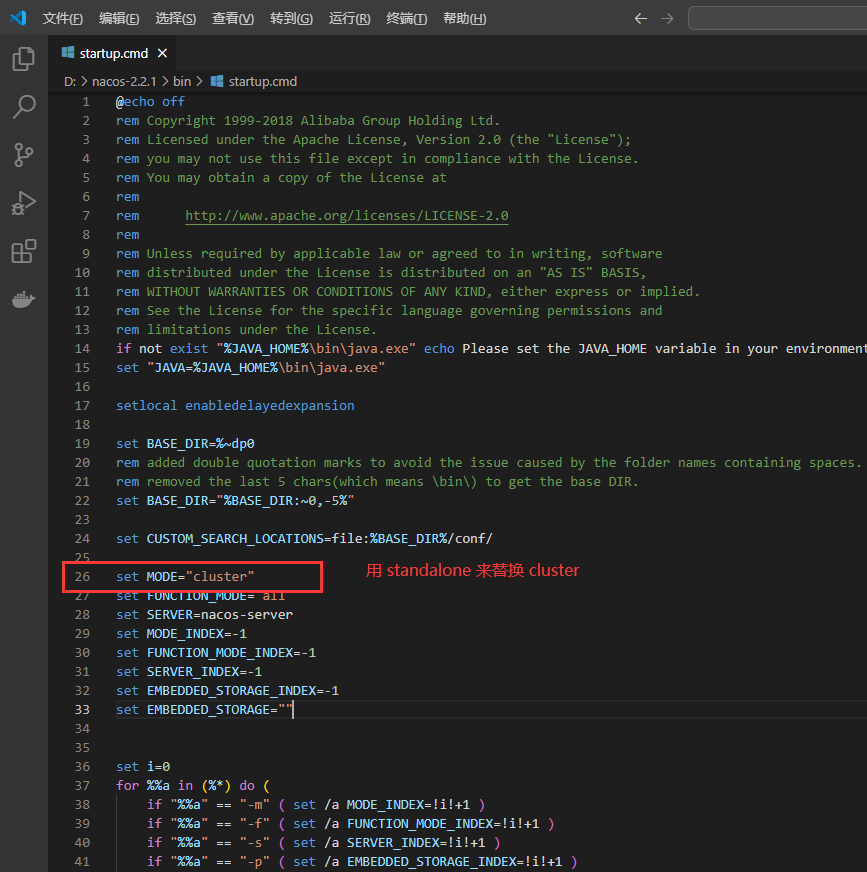 文件(F) 编辑(E) 选择(S) 查看(V) 转到(G) 运行(R) 终端(T) 帮助(H)
startup.cmd
D: > nacos-2.2.1 > bin > startup.cmd
1 @echo off
2 rem Copyright 1999-2018 Alibaba Group Holding Ltd.
3 rem Licensed under the Apache License, Version 2.0 (the "License");
4 rem you may not use this file except in compliance with the License.
5 rem You may obtain a copy of the License at
6 rem
7 rem      http://www.apache.org/licenses/LICENSE-2.0
8 rem
9 rem Unless required by applicable law or agreed to in writing, software
10 rem distributed under the License is distributed on an "AS IS" BASIS,
11 rem WITHOUT WARRANTIES OR CONDITIONS OF ANY KIND, either express or implied.
12 rem See the License for the specific language governing permissions and
13 rem limitations under the License.
14 if not exist "%JAVA_HOME%\bin\java.exe" echo Please set the JAVA_HOME variable in your environment
15 set "JAVA=%JAVA_HOME%\bin\java.exe"
16
17 setlocal enabledelayedexpansion
18
19 set BASE_DIR=%~dp0
20 rem added double quotation marks to avoid the issue caused by the folder names containing spaces.
21 rem removed the last 5 chars(which means \bin\) to get the base DIR.
22 set BASE_DIR="%BASE_DIR:~0,-5%"
23
24 set CUSTOM_SEARCH_LOCATIONS=file:%BASE_DIR%/conf/
25
26 set MODE="cluster"
用 standalone 来替换 cluster
27 set FUNCTION_MODE="all"
28 set SERVER=nacos-server
29 set MODE_INDEX=-1
30 set FUNCTION_MODE_INDEX=-1
31 set SERVER_INDEX=-1
32 set EMBEDDED_STORAGE_INDEX=-1
33 set EMBEDDED_STORAGE=""
34
35
36 set i=0
37 for %%a in (%*) do (
38     if "%%a" == "-m" ( set /a MODE_INDEX=!i!+1 )
39     if "%%a" == "-f" ( set /a FUNCTION_MODE_INDEX=!i!+1 )
40     if "%%a" == "-s" ( set /a SERVER_INDEX=!i!+1 )
41     if "%%a" == "-p" ( set /a EMBEDDED_STORAGE_INDEX=!i!+1 )